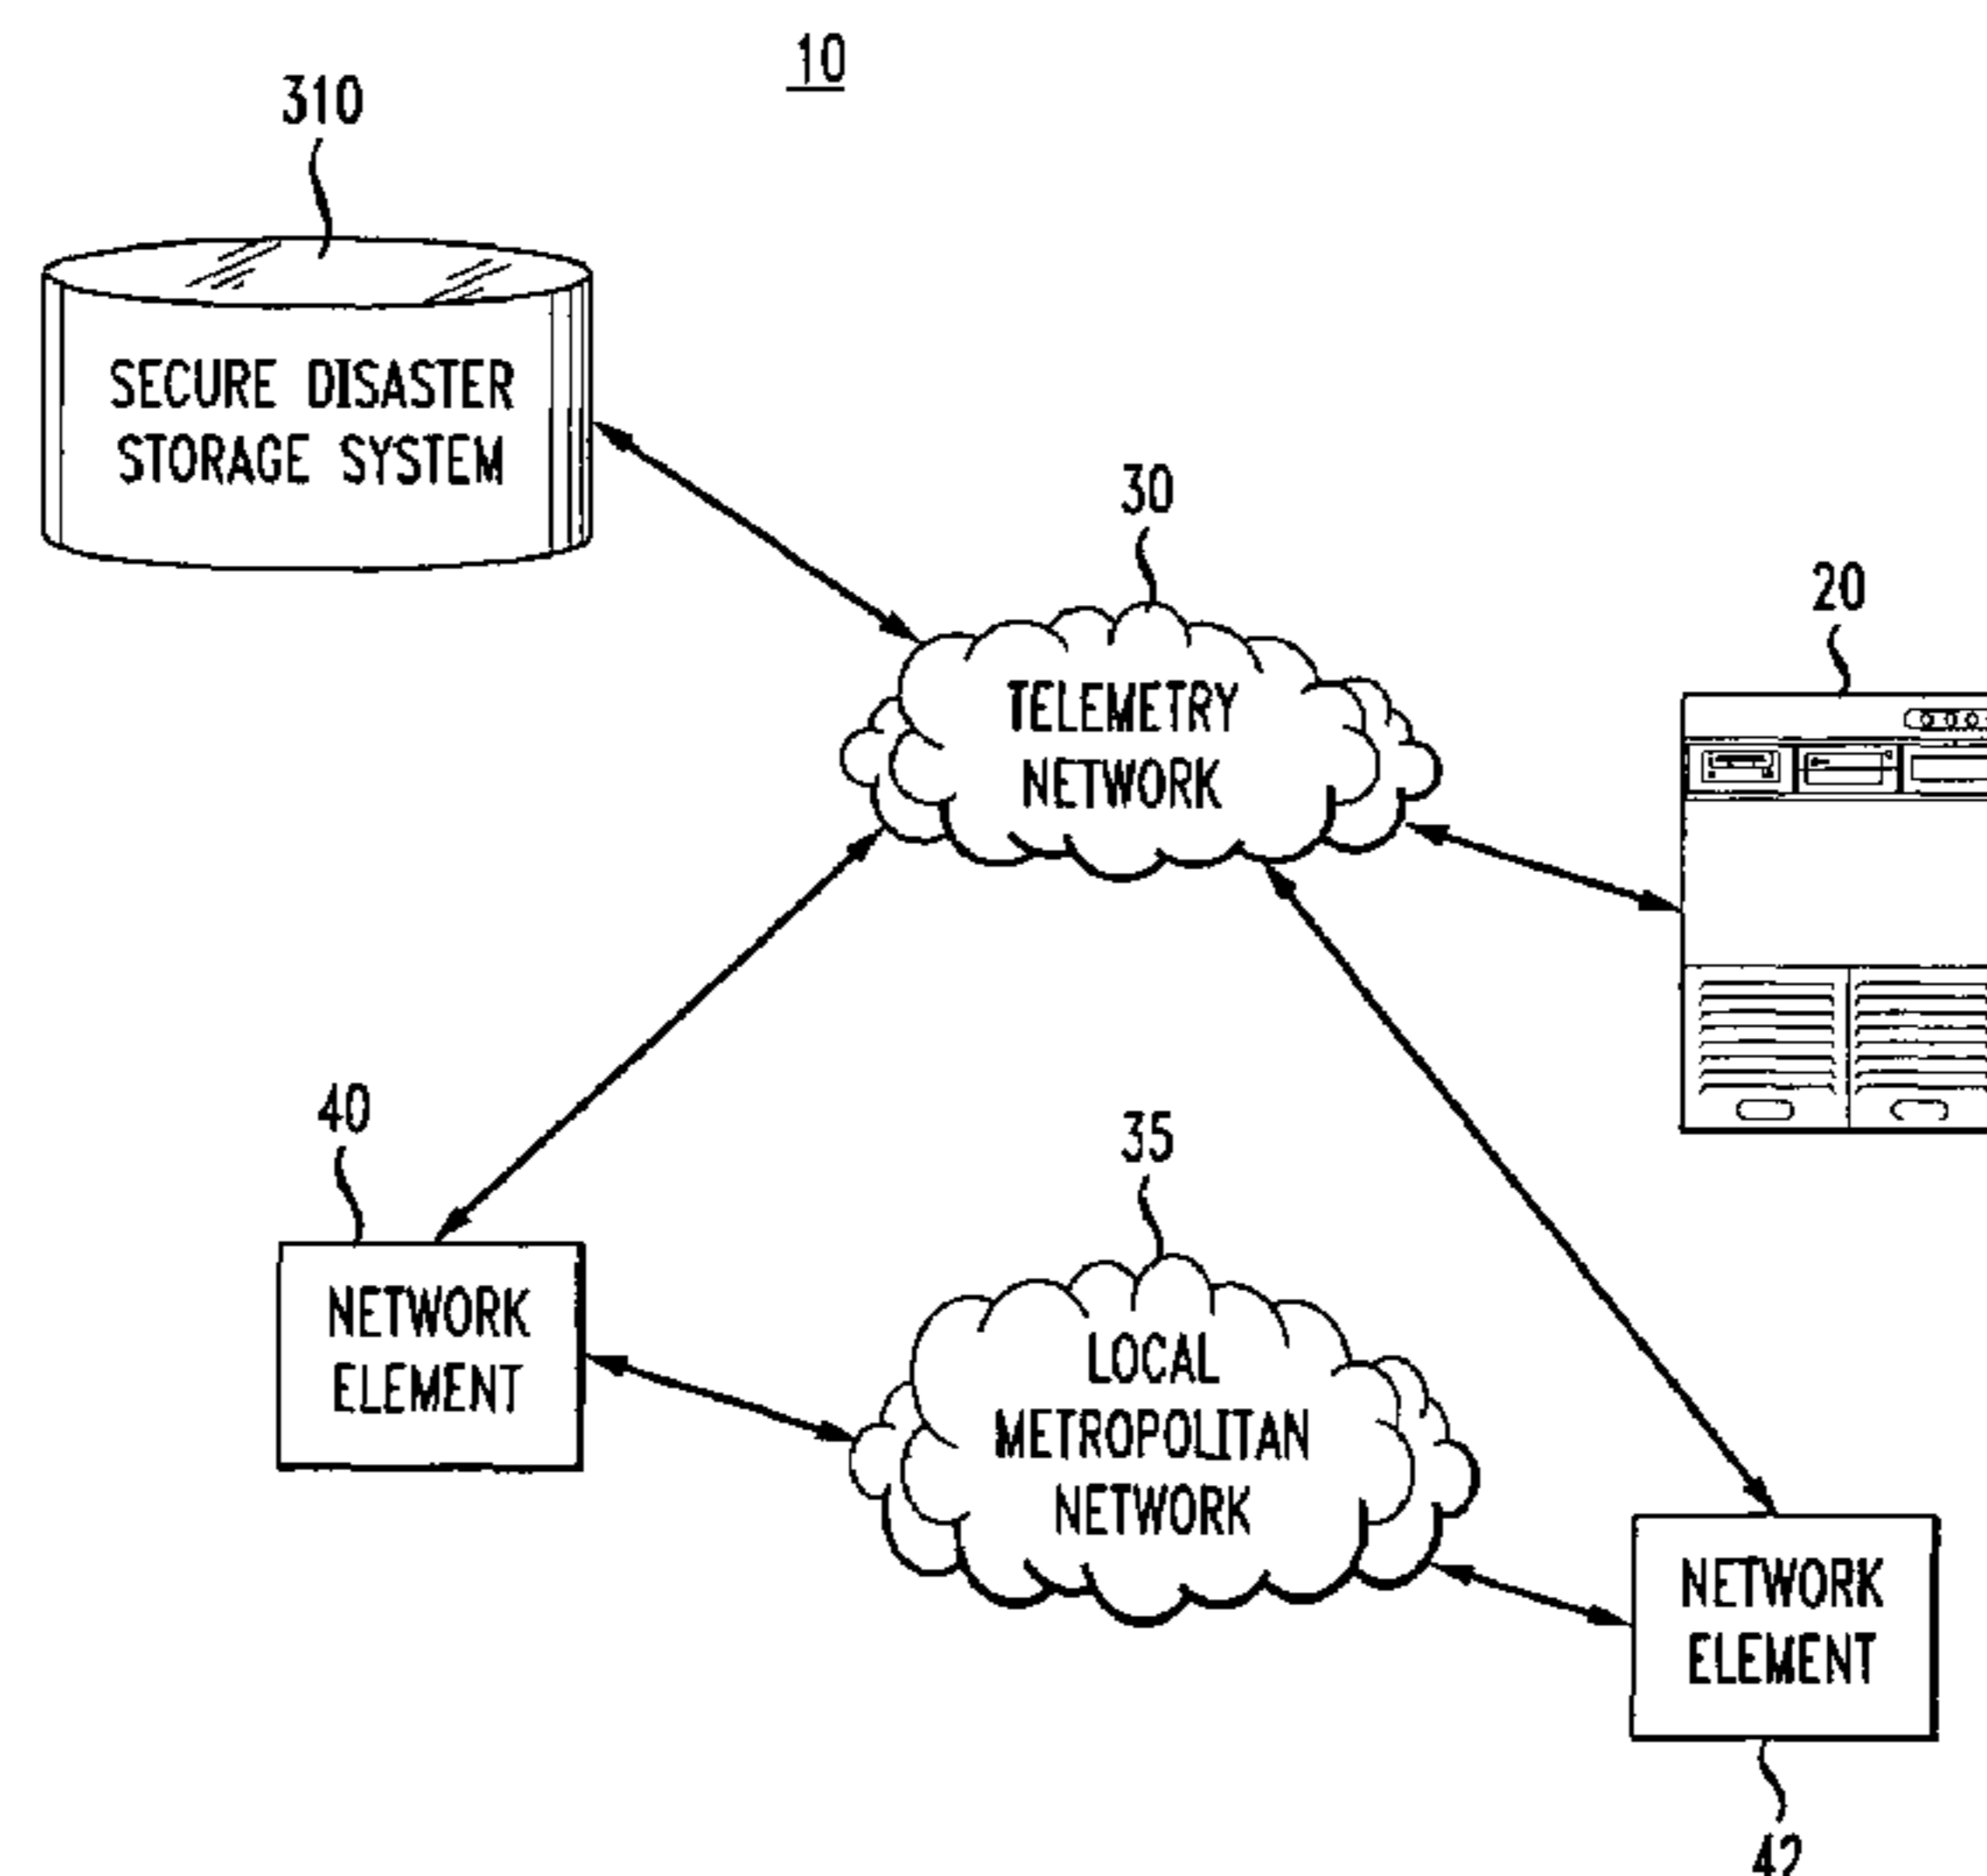 10
310
SECURE DISASTER
STORAGE SYSTEM
30
TELEMETRY
NETWORK
20
40
NETWORK
ELEMENT
35
LOCAL
METROPOLITAN
NETWORK
NETWORK
ELEMENT
42